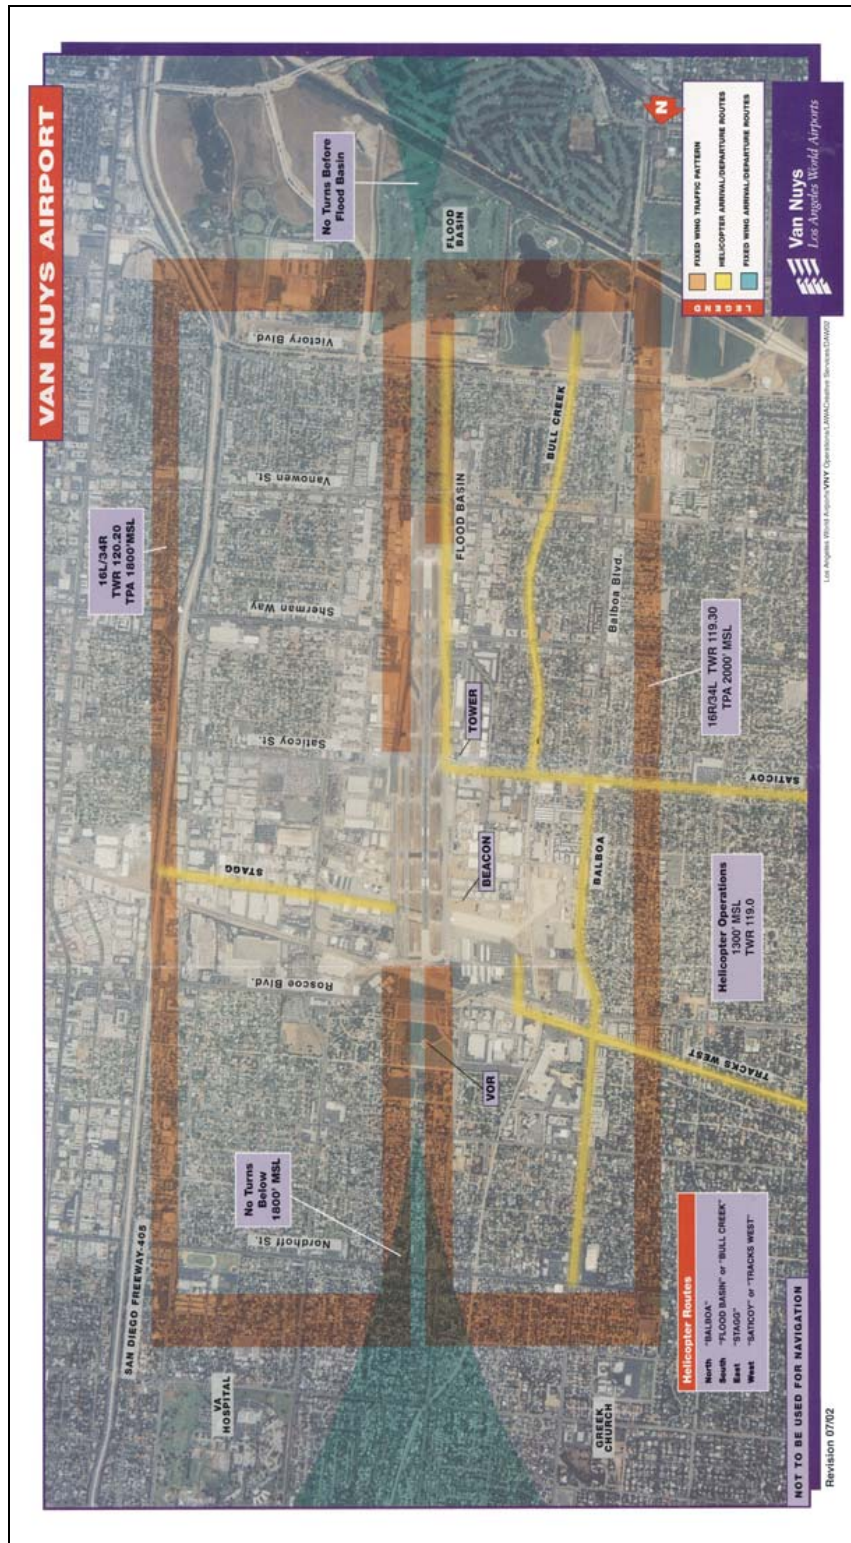 VAN NUYS AIRPORT
No Turns Before
Flood Basin
FLOOD
BASIN
N
LEGEND
FIXED WING TRAFFIC PATTERN
HELICOPTER ARRIVAL/DEPARTURE ROUTES
FIXED WING ARRIVAL/DEPARTURE ROUTES
Van Nuys
Los Angeles World Airports
Victory Blvd.
Vanowen St.
Sherman Way
Saticoy St.
Roscoe Blvd.
Nordhoff St.
16L/34R
TWR 120.20
TPA 1800'MSL
FLOOD BASIN
BULL CREEK
Balboa Blvd.
16R/34L TWR 119.30
TPA 2000' MSL
TOWER
SATICOY
STAGG
BEACON
BALBOA
Helicopter Operations
1300' MSL
TWR 119.0
VOR
TRACKS WEST
No Turns
Below
1800' MSL
SAN DIEGO FREEWAY-405
VA
HOSPITAL
GREEK
CHURCH
Helicopter Routes
North "BALBOA"
South "FLOOD BASIN" or "BULL CREEK"
East "STAGG"
West "SATICOY" or "TRACKS WEST"
NOT TO BE USED FOR NAVIGATION
Revision 07/02